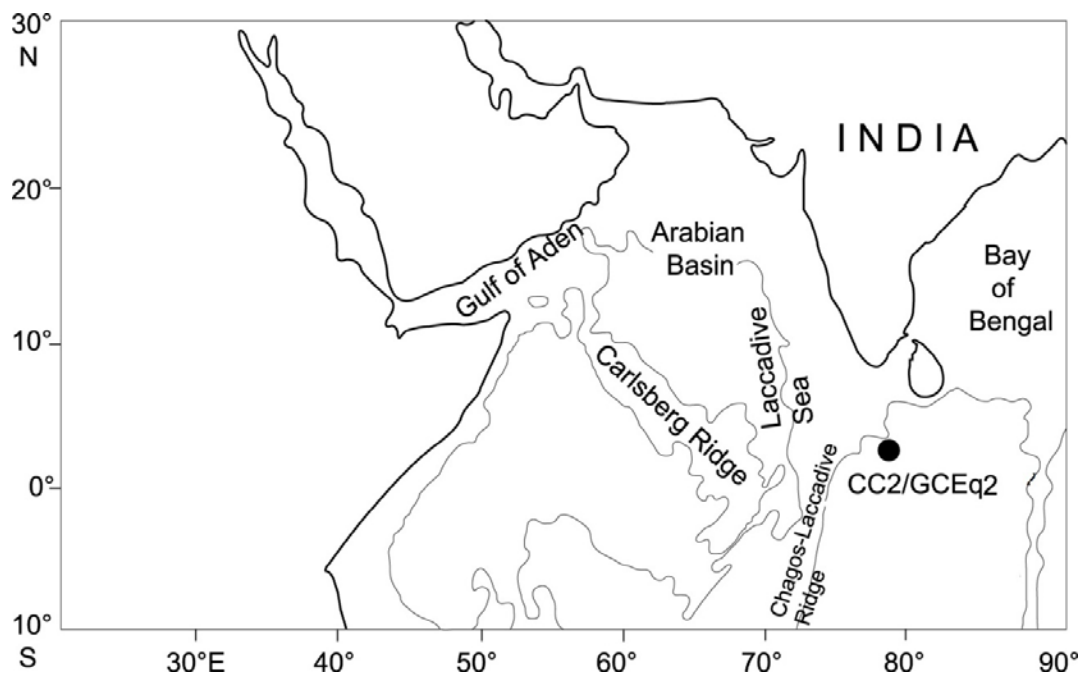 30°
N
INDIA
20°
Arabian
Basin
Gulf of Aden
Bay
of
Bengal
10°
Laccadive
Sea
Carlsberg Ridge
CC2/GCEq2
0°
Chagos-Laccadive
Ridge
10°
S
30°E
40°
50°
60°
70°
80°
90°